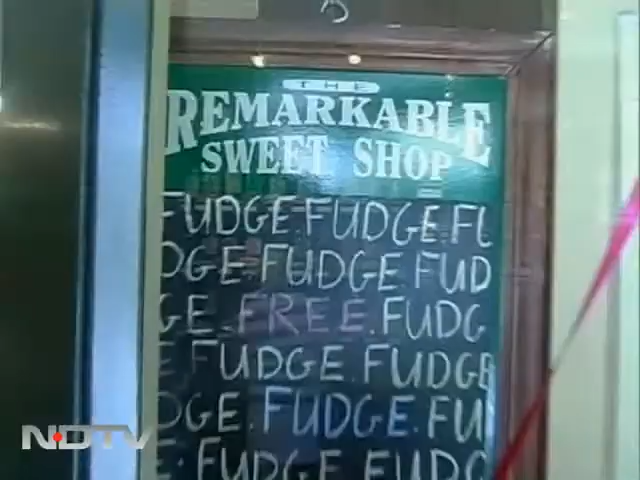 THE
REMARKABLE
SWEET SHOP
FUDGE.FUDGE.FU
DGE.FUDGE.FUD
GE.FREE.FUDG
E FUDGE.FUDGE
DGE.FUDGE.FU
E.FUDGE FUDG
NDTV